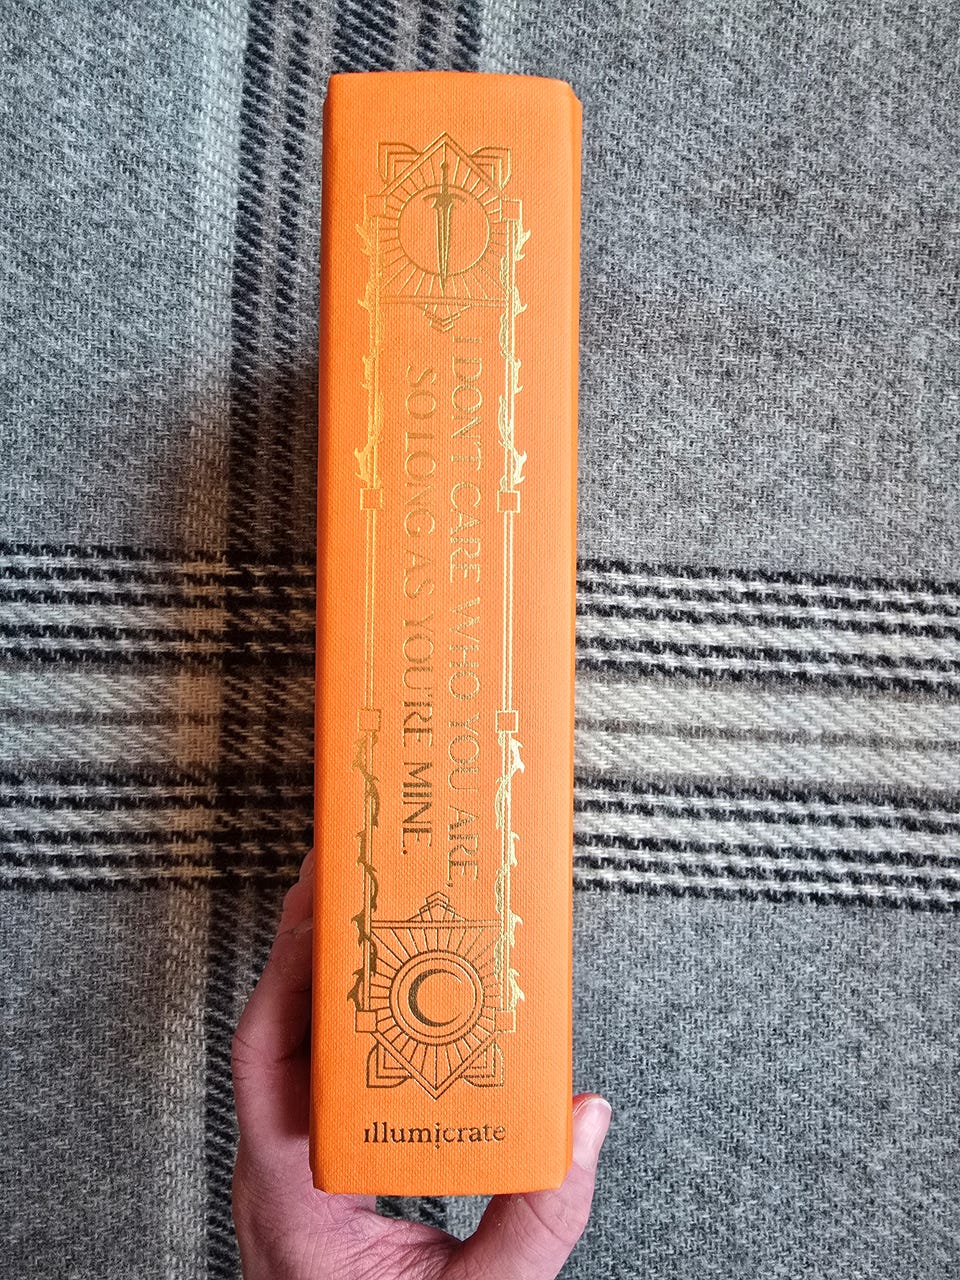 I DON'T CARE WHO YOU ARE,
SO LONG AS YOU'RE MINE.
illumicrate